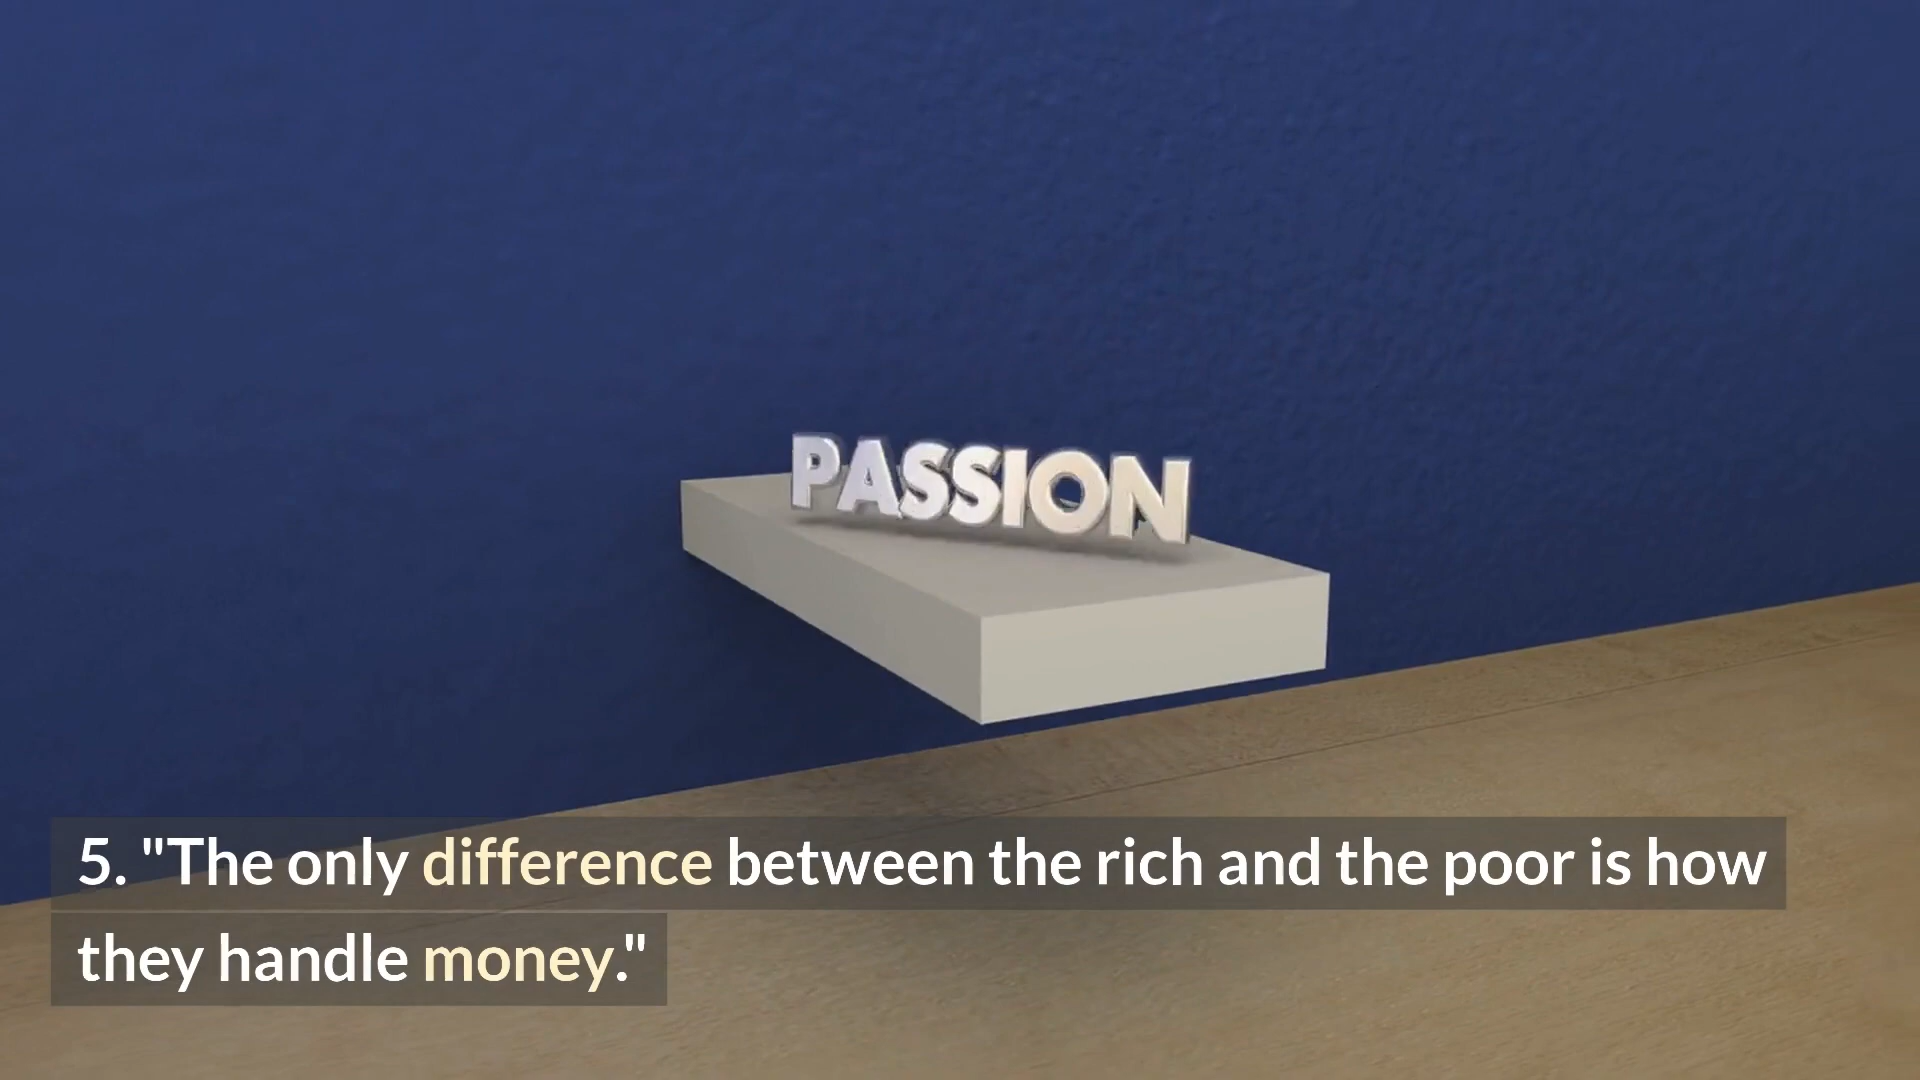 PASSION
5. "The only difference between the rich and the poor is how
they handle money."